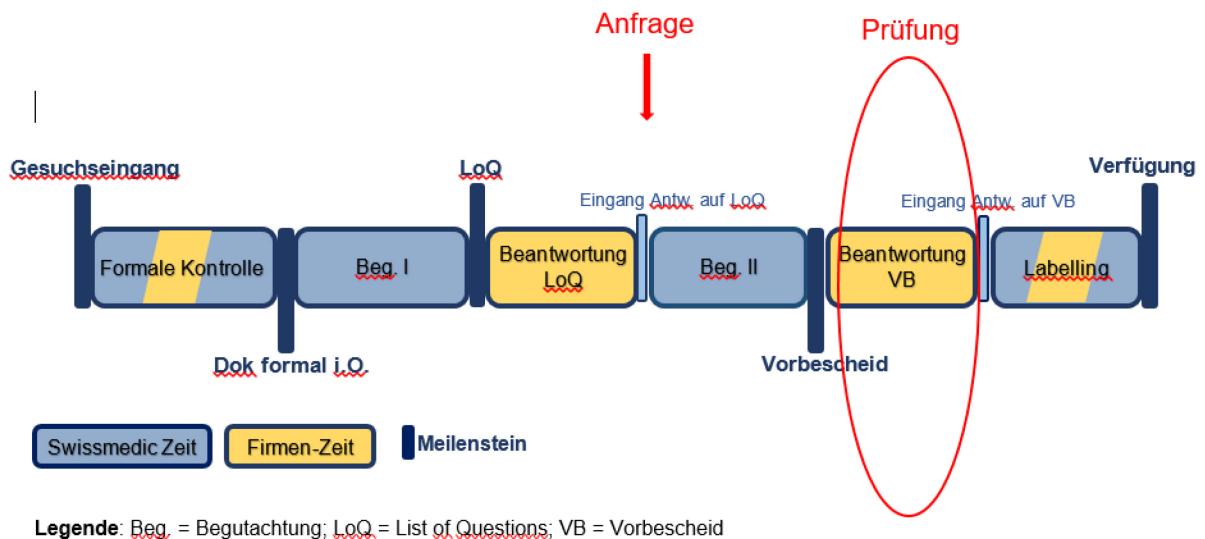 Anfrage
Prüfung
Gesuchseingang
LoQ
Verfügung
Eingang Antw. auf LoQ
Eingang Antw. auf VB
Formale Kontrolle
Beg. I
Beantwortung
LoQ
Beg. II
Beantwortung
VB
Labelling
Dok formal i.O.
Vorbescheid
Swissmedic Zeit
Firmen-Zeit
Meilenstein
Legende: Beg. = Begutachtung; LoQ = List of Questions; VB = Vorbescheid